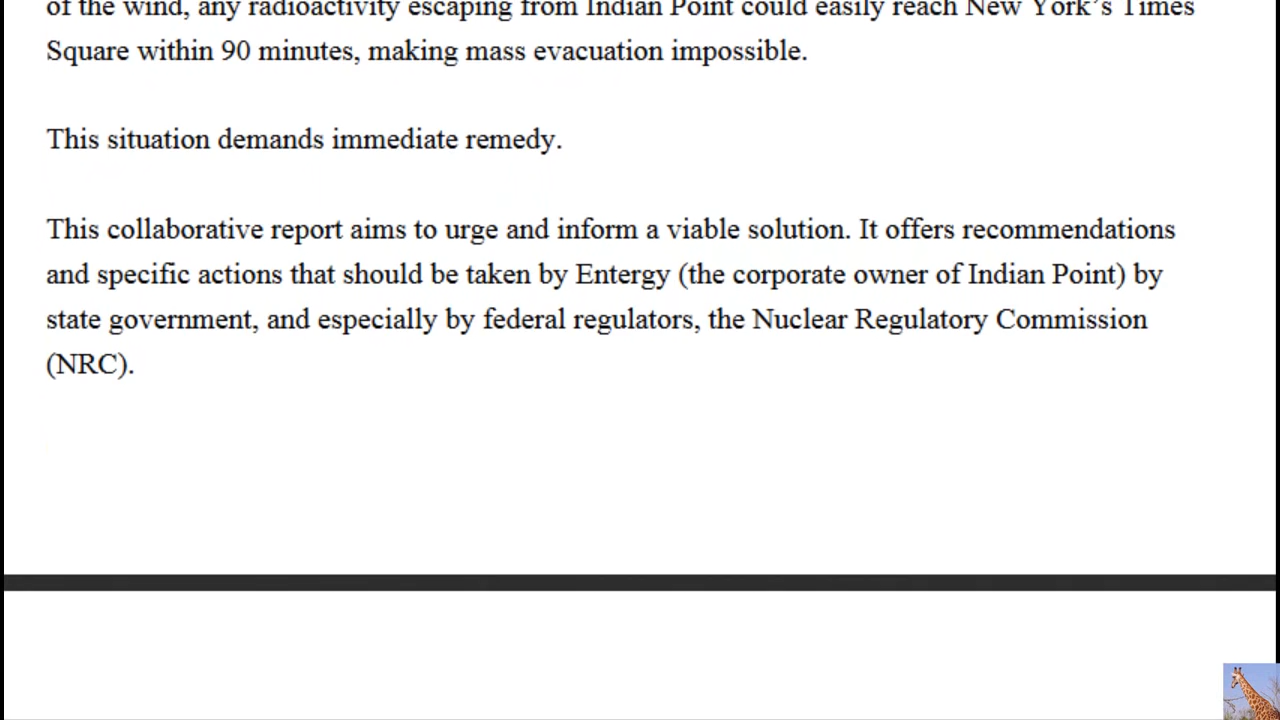 of the wind, any radioactivity escaping from Indian Point could easily reach New York’s Times
Square within 90 minutes, making mass evacuation impossible.
This situation demands immediate remedy.
This collaborative report aims to urge and inform a viable solution. It offers recommendations
and specific actions that should be taken by Entergy (the corporate owner of Indian Point) by
state government, and especially by federal regulators, the Nuclear Regulatory Commission
(NRC).